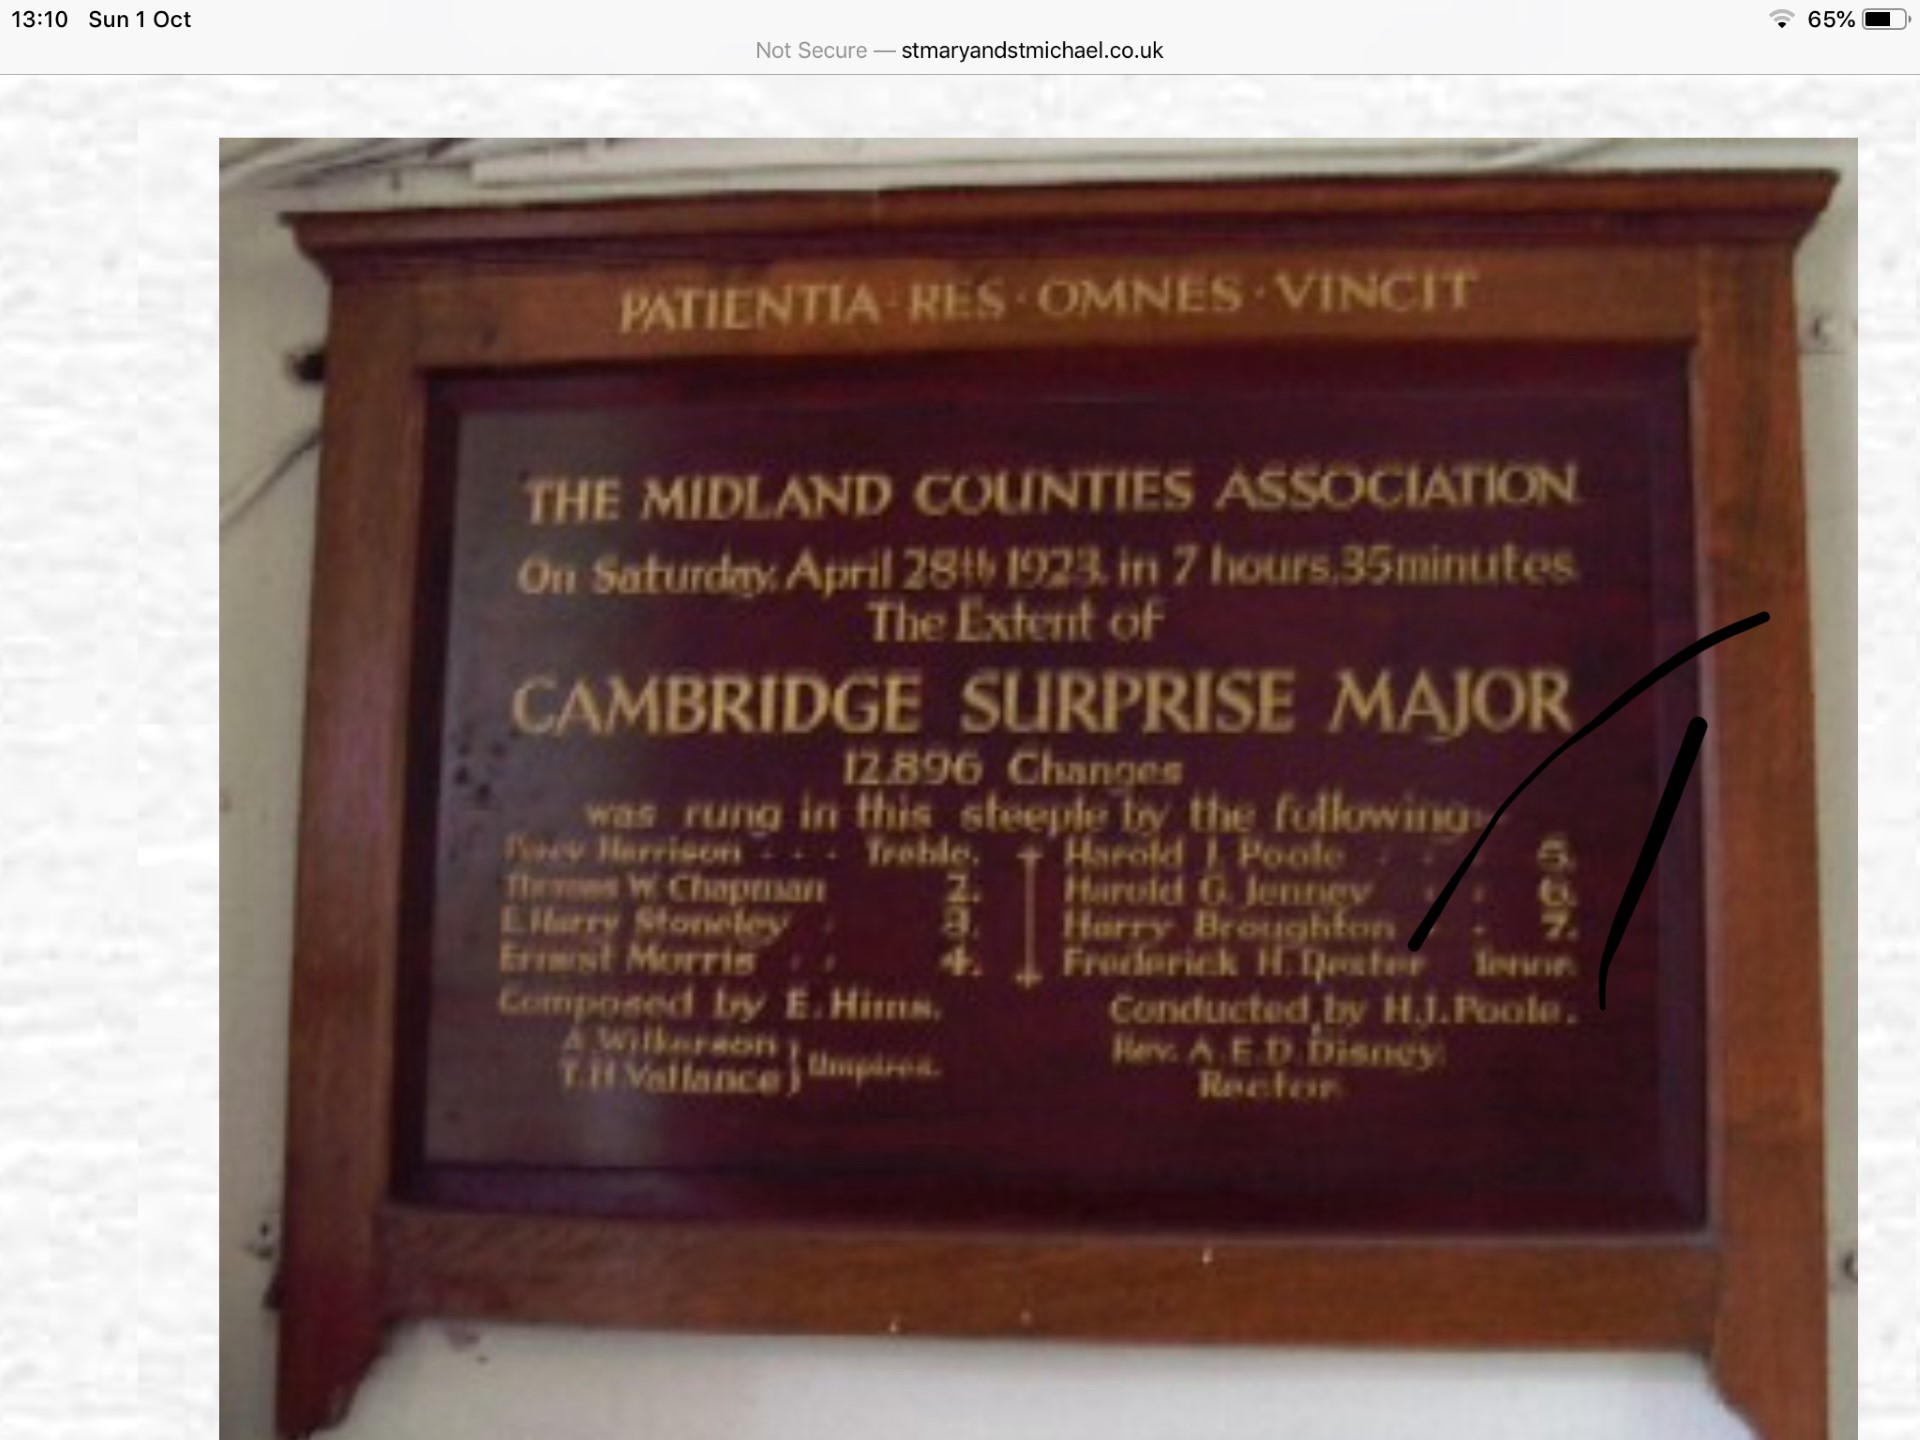 13:10 Sun 1 Oct
65%
Not Secure — stmaryandstmichael.co.uk
PATIENTIA · RES · OMNES · VINCIT
THE MIDLAND COUNTIES ASSOCIATION
On Saturday, April 28th 1923, in 7 hours, 35 minutes
The Extent of
CAMBRIDGE SURPRISE MAJOR
12,896 Changes
was rung in this steeple by the following:
Percy Harrison . . . Treble.
Thomas W. Chapman 2.
E. Harry Stoneley . 3.
Ernest Morris . . 4.
Harold J. Poole . . . 5.
Harold G. Jenney . . 6.
Harry Broughton . . 7.
Frederick H. Dexter Tenor.
Composed by E. Hims.
Conducted by H.J. Poole.
A. Wilkerson
T.H. Vallance } Umpires.
Rev. A. E. D. Disney.
Rector.